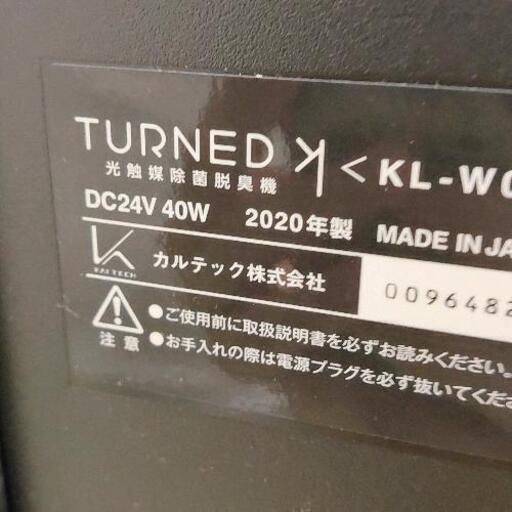 TURNED K <KL-W0
光触媒除菌脱臭機
DC24V 40W 2020年製 MADE IN JA
KALTECH カルテック株式会社 0096482
注意
●ご使用前に取扱説明書を必ずお読みください。
●お手入れの際は電源プラグを必ず抜いてくださ